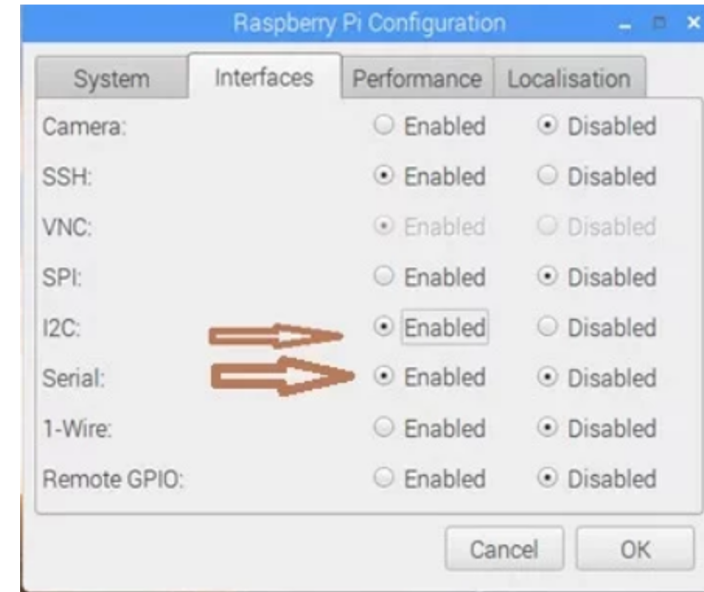 Raspberry Pi Configuration
System Interfaces Performance Localisation
Camera: Enabled Disabled
SSH: Enabled Disabled
VNC: Enabled Disabled
SPI: Enabled Disabled
I2C: Enabled Disabled
Serial: Enabled Disabled
1-Wire: Enabled Disabled
Remote GPIO: Enabled Disabled
Cancel OK